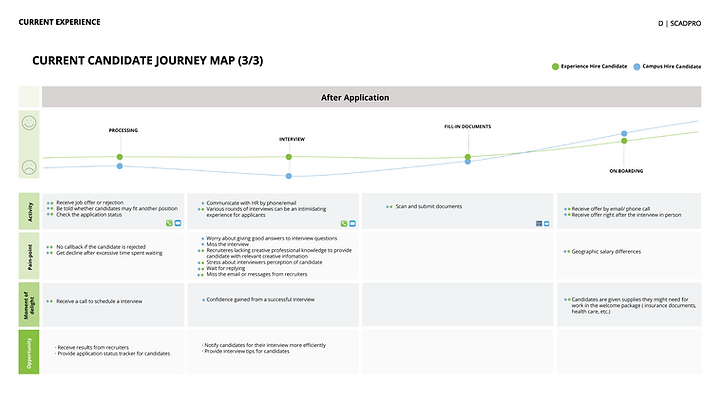 CURRENT EXPERIENCE
D | SCADPRO
CURRENT CANDIDATE JOURNEY MAP (3/3)
Experience Hire Candidate
Campus Hire Candidate
After Application
PROCESSING
INTERVIEW
FILL-IN DOCUMENTS
ON BOARDING
Activity
Receive job offer or rejection
Be told whether candidates may fit another position
Check the application status
Communicate with HR by phone/email
Various rounds of interviews can be an intimidating
experience for applicants
Scan and submit documents
Receive offer by email/ phone call
Receive offer right after the interview in person
Pain-point
No callback if the candidate is rejected
Get decline after excessive time spent waiting
Worry about giving good answers to interview questions
Miss the interview
Recruiteres lacking creative professional knowledge to provide
candidate with relevant creative infomation
Stress about interviewers perception of candidate
Wait for replying
Miss the email or messages from recruiters
Geographic salary differences
Moment of
delight
Receive a call to schedule a interview
Confidence gained from a successful interview
Candidates are given supplies they might need for
work in the welcome package ( insurance documents,
health care, etc.)
Opportunity
· Receive results from recruiters
· Provide application status tracker for candidates
· Notify candidates for their interview more efficiently
· Provide interview tips for candidates